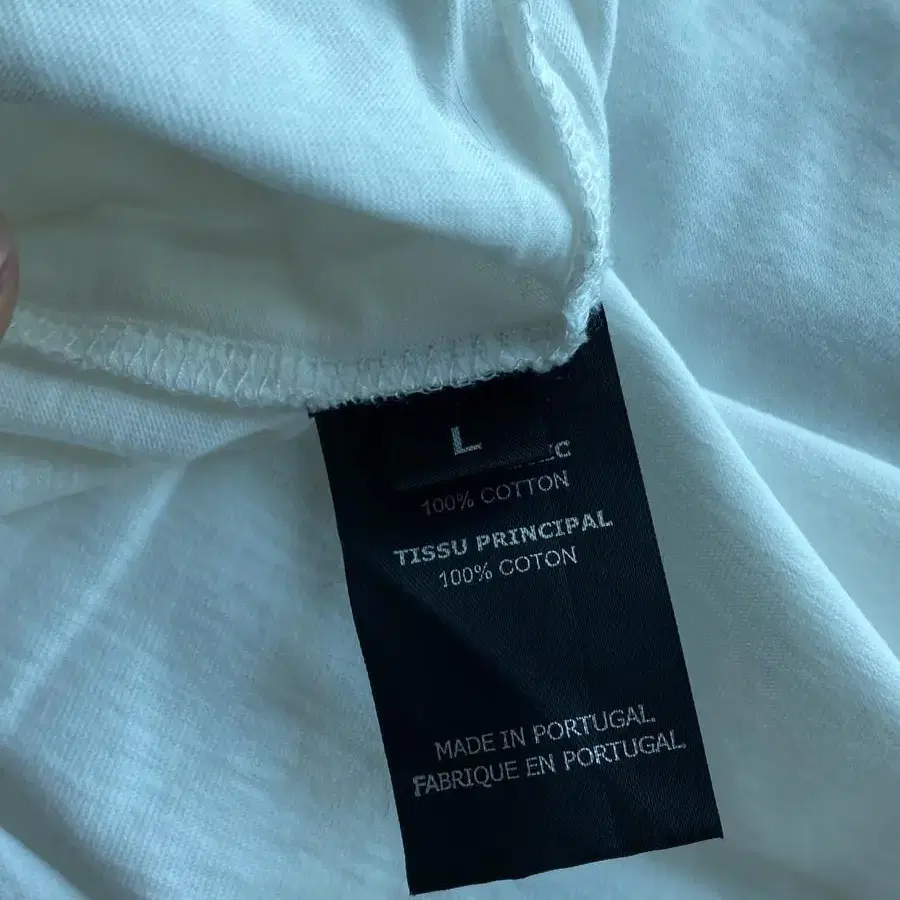 L
100% COTTON
TISSU PRINCIPAL
100% COTON
MADE IN PORTUGAL
FABRIQUE EN PORTUGAL